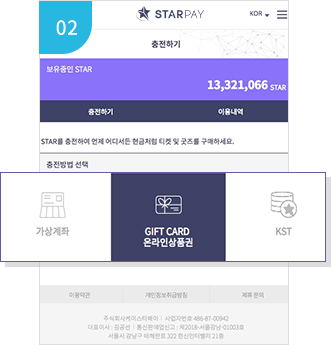 02
STARPAY
KOR
충전하기
보유중인 STAR
13,321,066 STAR
충전하기 이용내역
STAR를 충전하여 언제 어디서든 현금처럼 티켓 및 굿즈를 구매하세요.
충전방법 선택
가상계좌
GIFT CARD
온라인상품권
KST
이용약관 개인정보취급방침 제휴 문의
주식회사케이스타페이 | 사업자번호 486-87-00942
대표이사 : 김공선 | 통신판매업신고 : 제2018-서울강남-01003호
서울시 강남구 테헤란로 322 한신인터밸리 21층